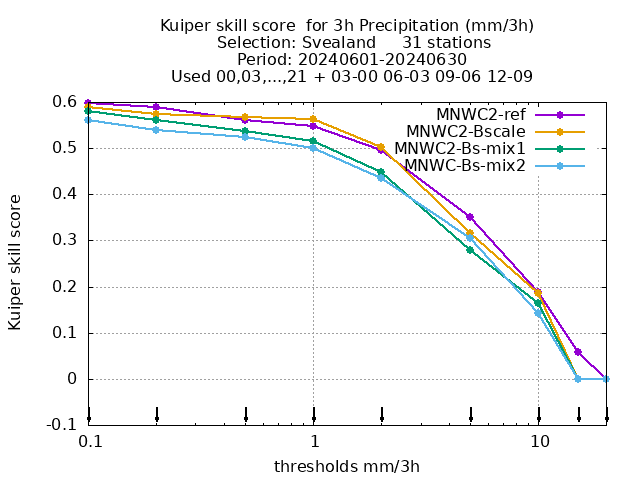 Kuiper skill score  for 3h Precipitation (mm/3h)
Selection: Svealand     31 stations
Period: 20240601-20240630
Used 00,03,...,21 + 03-00 06-03 09-06 12-09
MNWC2-ref
MNWC2-Bscale
MNWC2-Bs-mix1
MNWC-Bs-mix2
Kuiper skill score
0.6
0.5
0.4
0.3
0.2
0.1
0
-0.1
0.1 1 10
thresholds mm/3h